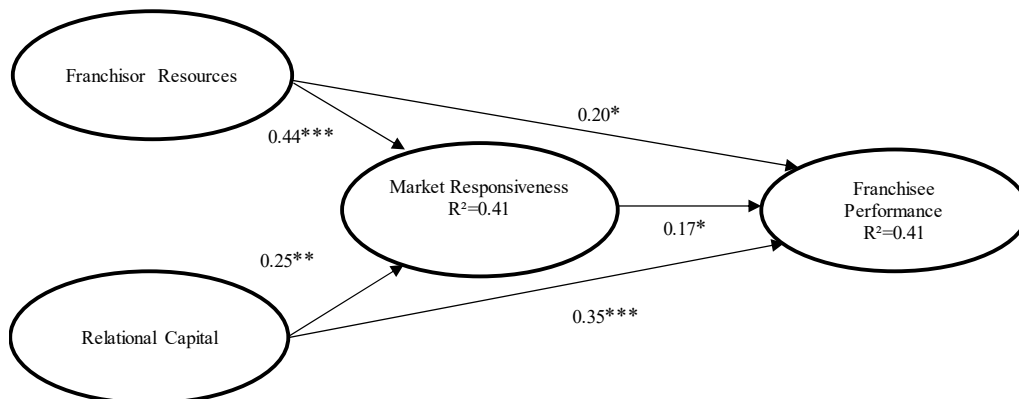 Franchisor Resources
0.20*
0.44***
Market Responsiveness
R²=0.41
Franchisee
Performance
R²=0.41
0.17*
0.25**
0.35***
Relational Capital